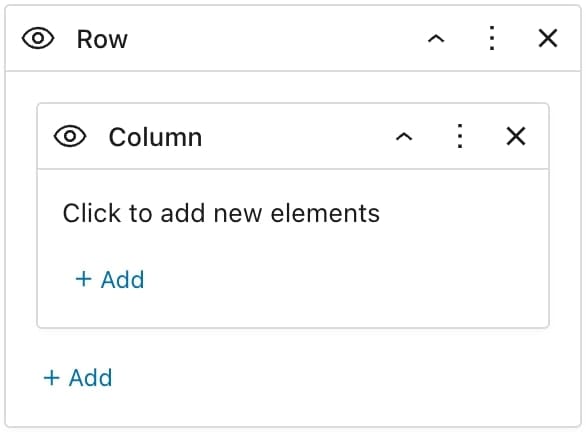 Row
Column
Click to add new elements
+ Add
+ Add